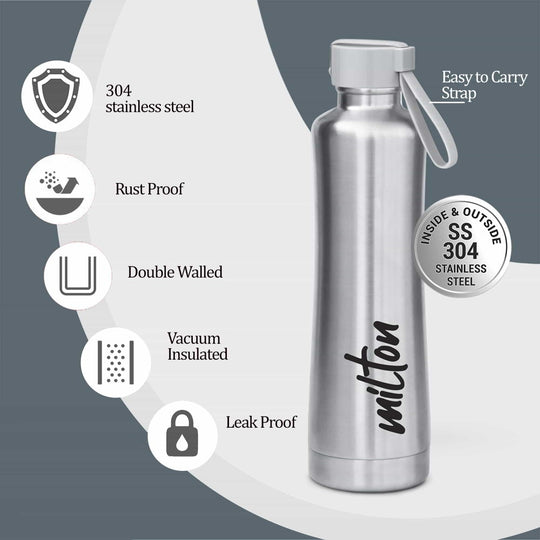 304
stainless steel
Rust Proof
Double Walled
Vacuum
Insulated
Leak Proof
Easy to Carry
Strap
INSIDE & OUTSIDE
SS
304
STAINLESS
STEEL
milton